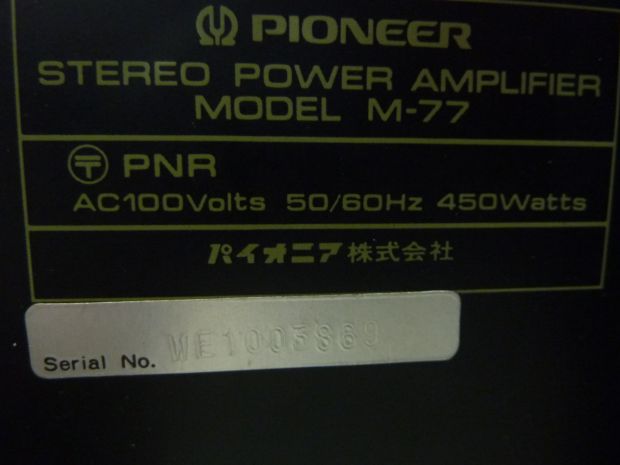 PIONEER
STEREO POWER AMPLIFIER
MODEL M-77
〒 PNR
AC100Volts 50/60Hz 450Watts
パイオニア株式会社
Serial No. WE1003869